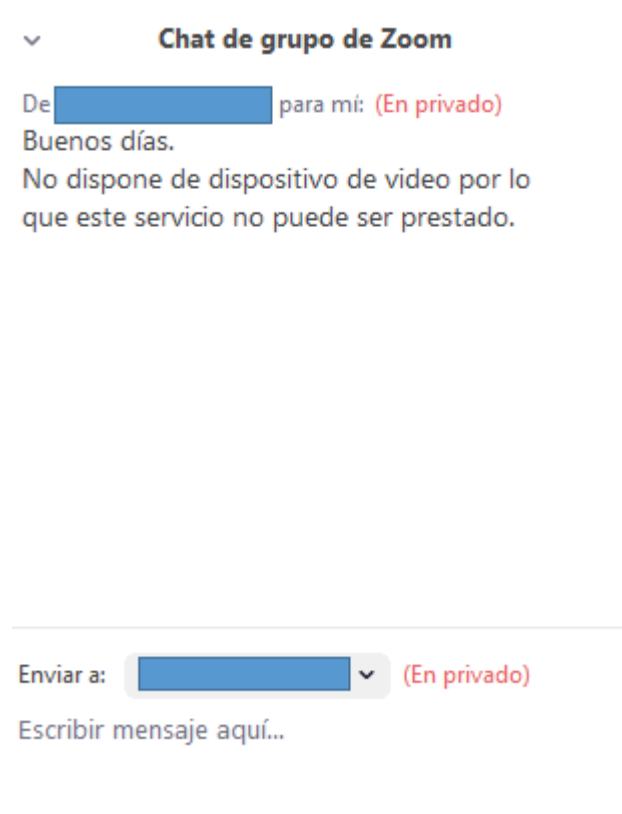 Chat de grupo de Zoom
De para mí: (En privado)
Buenos días.
No dispone de dispositivo de video por lo
que este servicio no puede ser prestado.
Enviar a: (En privado)
Escribir mensaje aquí...